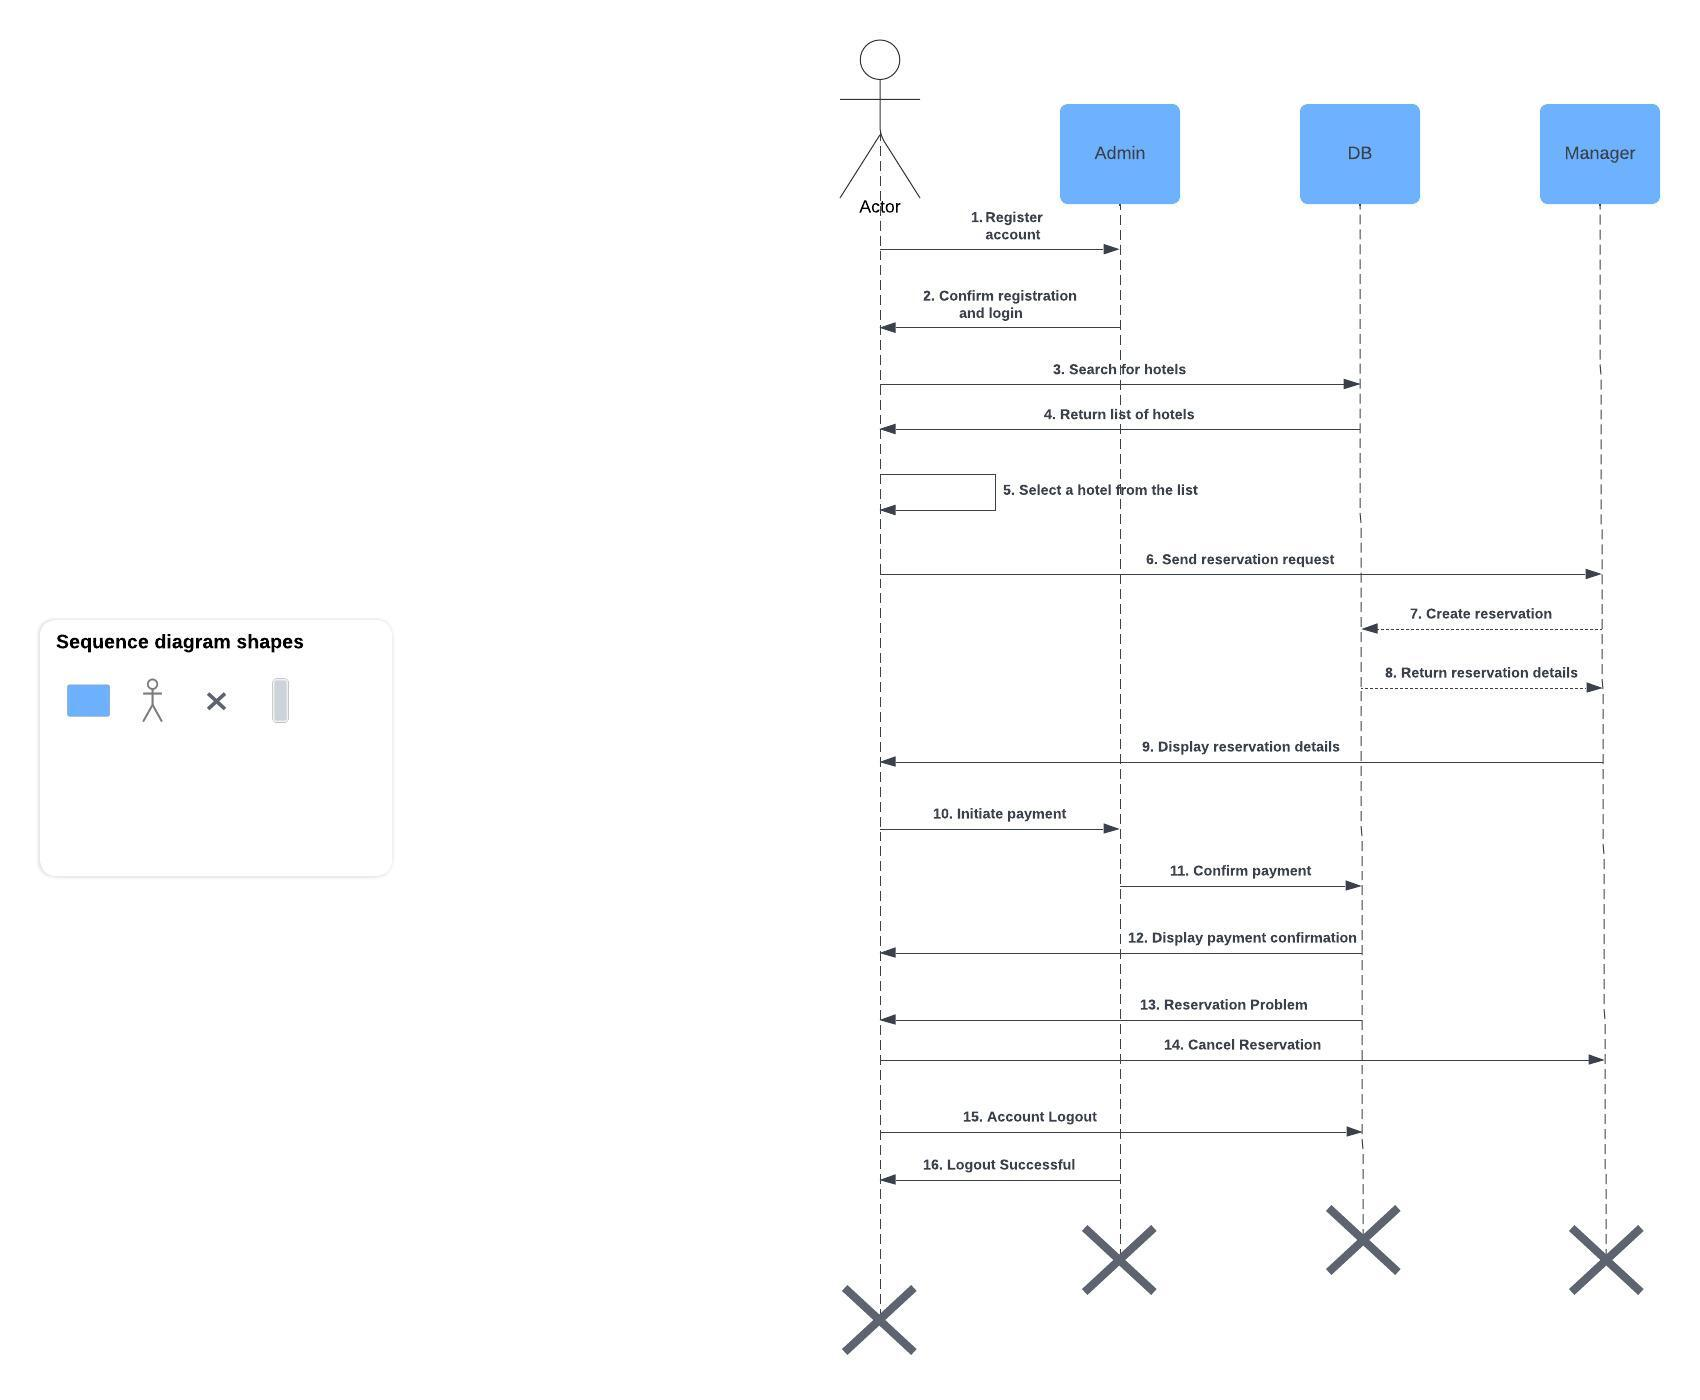 Admin
DB
Manager
Actor
1. Register
account
2. Confirm registration
and login
3. Search for hotels
4. Return list of hotels
5. Select a hotel from the list
6. Send reservation request
7. Create reservation
Sequence diagram shapes
8. Return reservation details
9. Display reservation details
10. Initiate payment
11. Confirm payment
12. Display payment confirmation
13. Reservation Problem
14. Cancel Reservation
15. Account Logout
16. Logout Successful